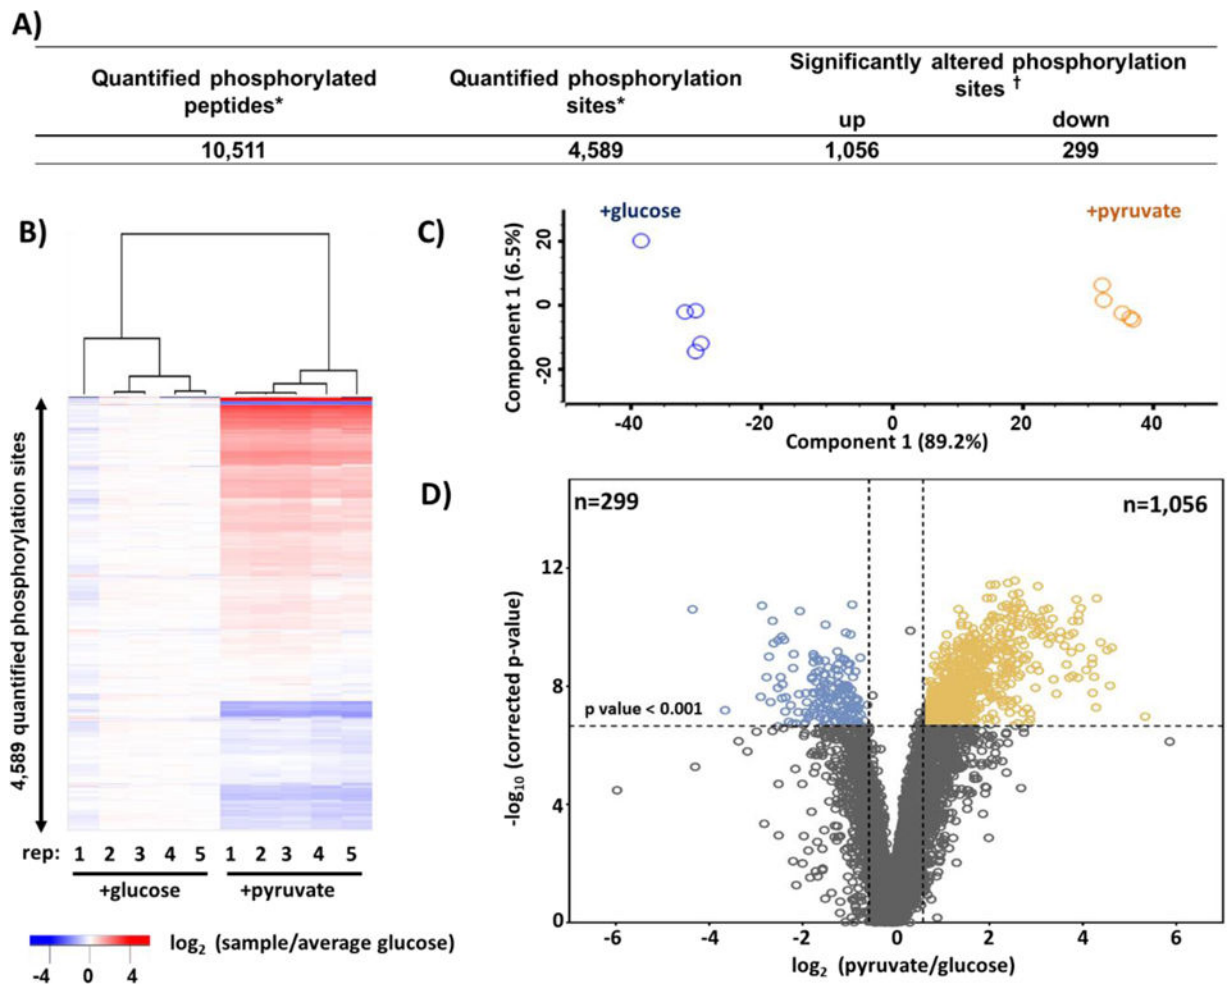 A)
Quantified phosphorylated
peptides*
Quantified phosphorylation
sites*
Significantly altered phosphorylation
sites †
up
down
10,511
4,589
1,056
299
B)
4,589 quantified phosphorylation sites
rep: 1 2 3 4 5 1 2 3 4 5
+glucose
+pyruvate
log2 (sample/average glucose)
-4 0 4
C)
+glucose
+pyruvate
Component 1 (6.5%)
20
0
-20
-40 -20 0 20 40
Component 1 (89.2%)
D)
n=299
n=1,056
-log10 (corrected p-value)
12
8
p value < 0.001
4
0
-6 -4 -2 0 2 4 6
log2 (pyruvate/glucose)